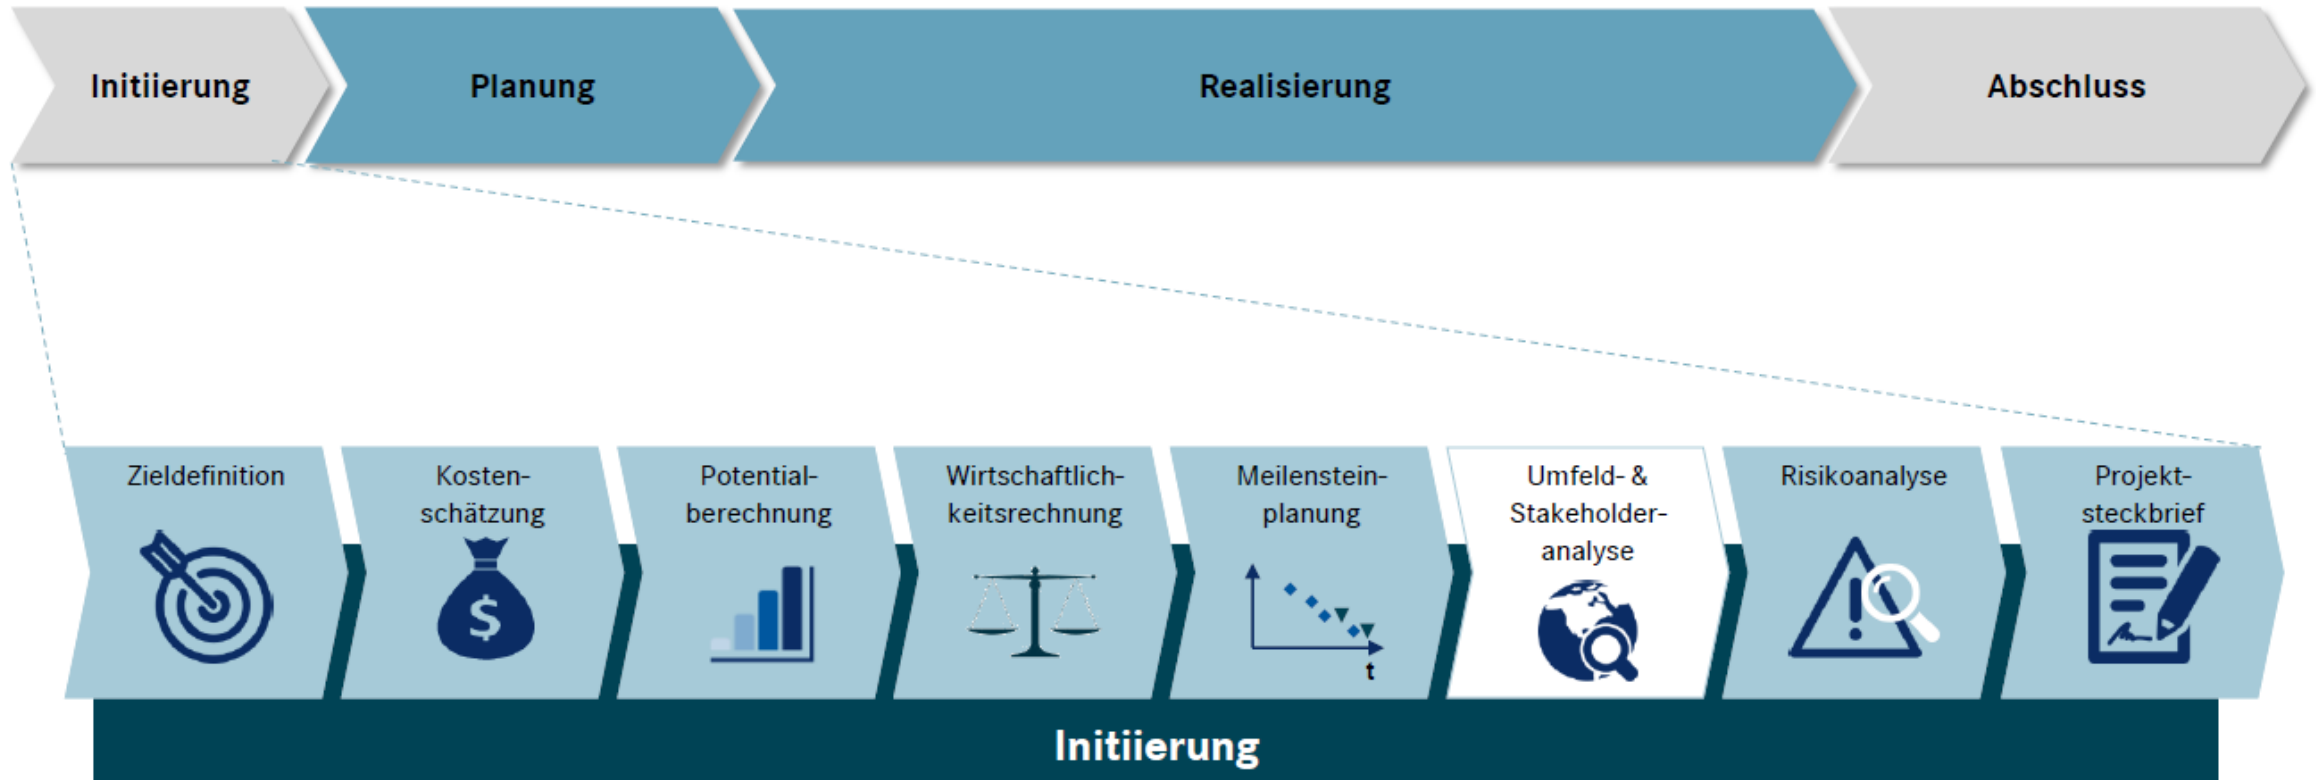 Initiierung
Planung
Realisierung
Abschluss
Zieldefinition
Kosten-
schätzung
Potential-
berechnung
Wirtschaftlich-
keitsrechnung
Meilenstein-
planung
t
Umfeld- &
Stakeholder-
analyse
Risikoanalyse
Projekt-
steckbrief
$
Initiierung